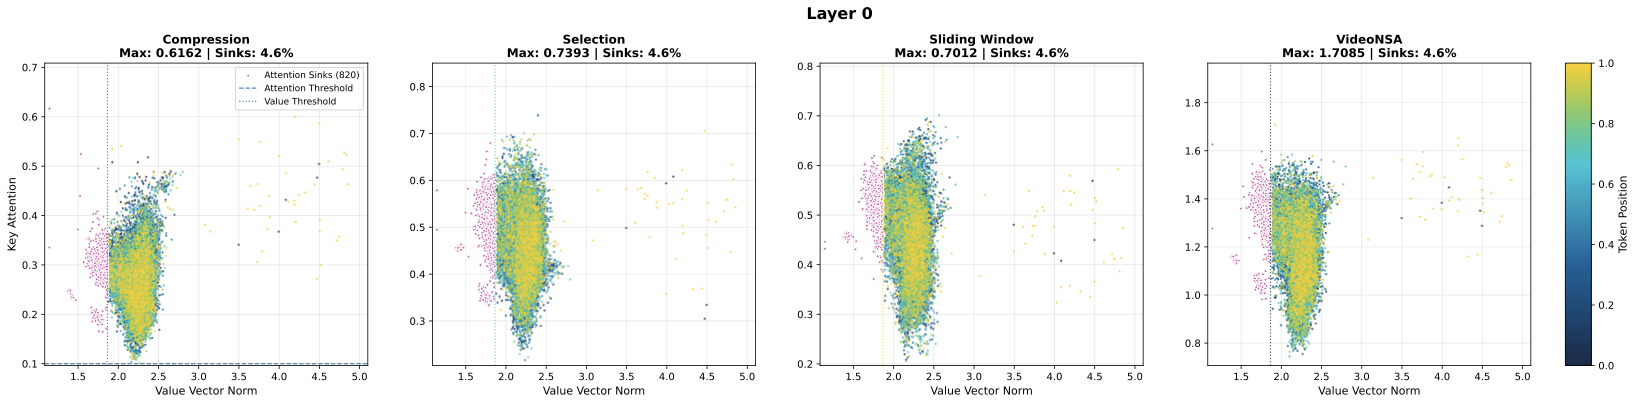 Layer 0
Compression
Max: 0.6162 | Sinks: 4.6%
Key Attention
0.7
0.6
0.5
0.4
0.3
0.2
0.1
Attention Sinks (820)
Attention Threshold
Value Threshold
1.5 2.0 2.5 3.0 3.5 4.0 4.5 5.0
Value Vector Norm
Selection
Max: 0.7393 | Sinks: 4.6%
0.8
0.7
0.6
0.5
0.4
0.3
1.5 2.0 2.5 3.0 3.5 4.0 4.5 5.0
Value Vector Norm
Sliding Window
Max: 0.7012 | Sinks: 4.6%
0.8
0.7
0.6
0.5
0.4
0.3
0.2
1.5 2.0 2.5 3.0 3.5 4.0 4.5 5.0
Value Vector Norm
VideoNSA
Max: 1.7085 | Sinks: 4.6%
1.8
1.6
1.4
1.2
1.0
0.8
1.5 2.0 2.5 3.0 3.5 4.0 4.5 5.0
Value Vector Norm
1.0
0.8
0.6
0.4
0.2
0.0
Token Position